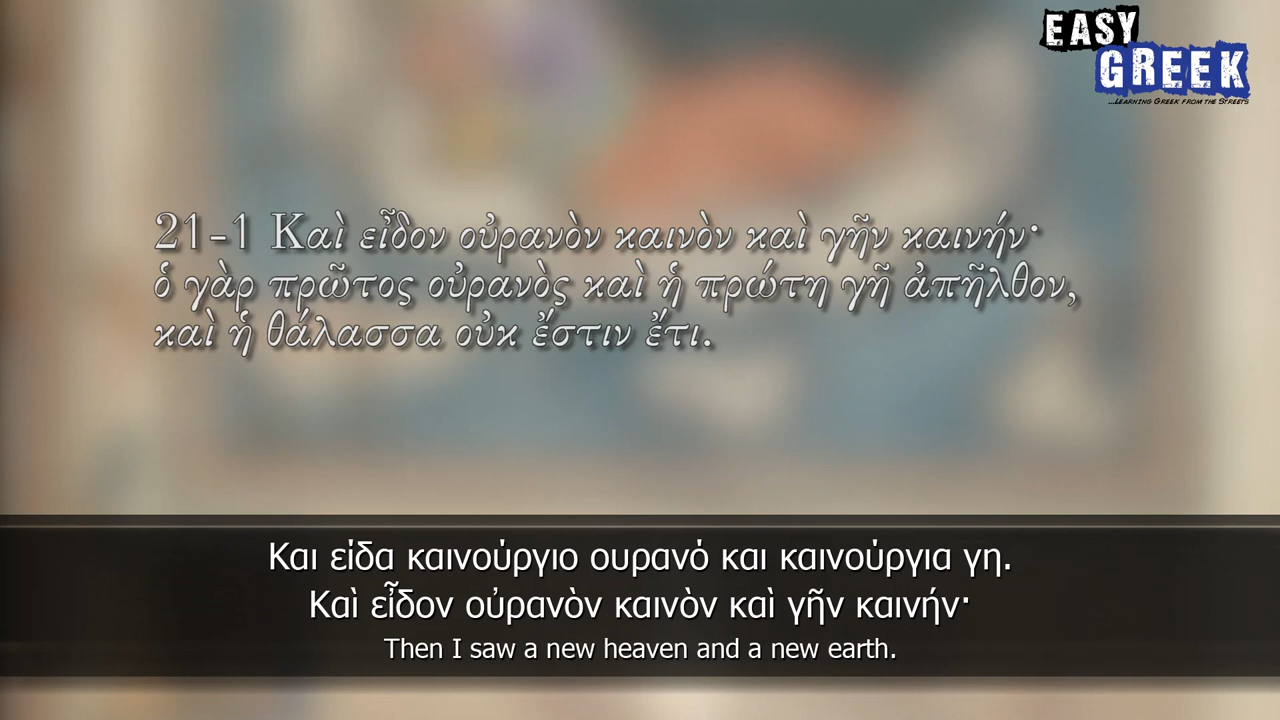 EASY
GREEK
...LEARNING GREEK FROM THE STREETS
21-1 Καὶ εἶδον οὐρανὸν καινὸν καὶ γῆν καινήν·
ὁ γὰρ πρῶτος οὐρανὸς καὶ ἡ πρώτη γῆ ἀπῆλθον,
καὶ ἡ θάλασσα οὐκ ἔστιν ἔτι.
Και είδα καινούργιο ουρανό και καινούργια γη.
Καὶ εἶδον οὐρανὸν καινὸν καὶ γῆν καινήν·
Then I saw a new heaven and a new earth.